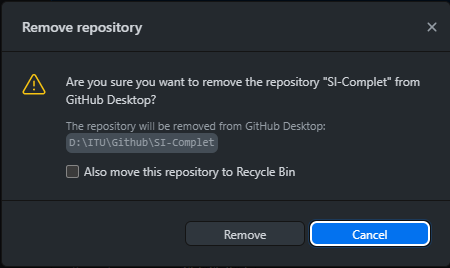 Remove repository
Are you sure you want to remove the repository "SI-Complet" from
GitHub Desktop?
The repository will be removed from GitHub Desktop:
D:\ITU\Github\SI-Complet
Also move this repository to Recycle Bin
Remove
Cancel